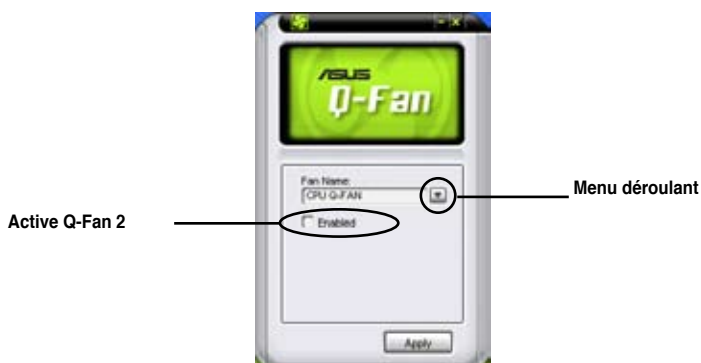 ASUS
Q-Fan
Fan Name:
CPU Q-FAN
Menu déroulant
Active Q-Fan 2
Enabled
Apply